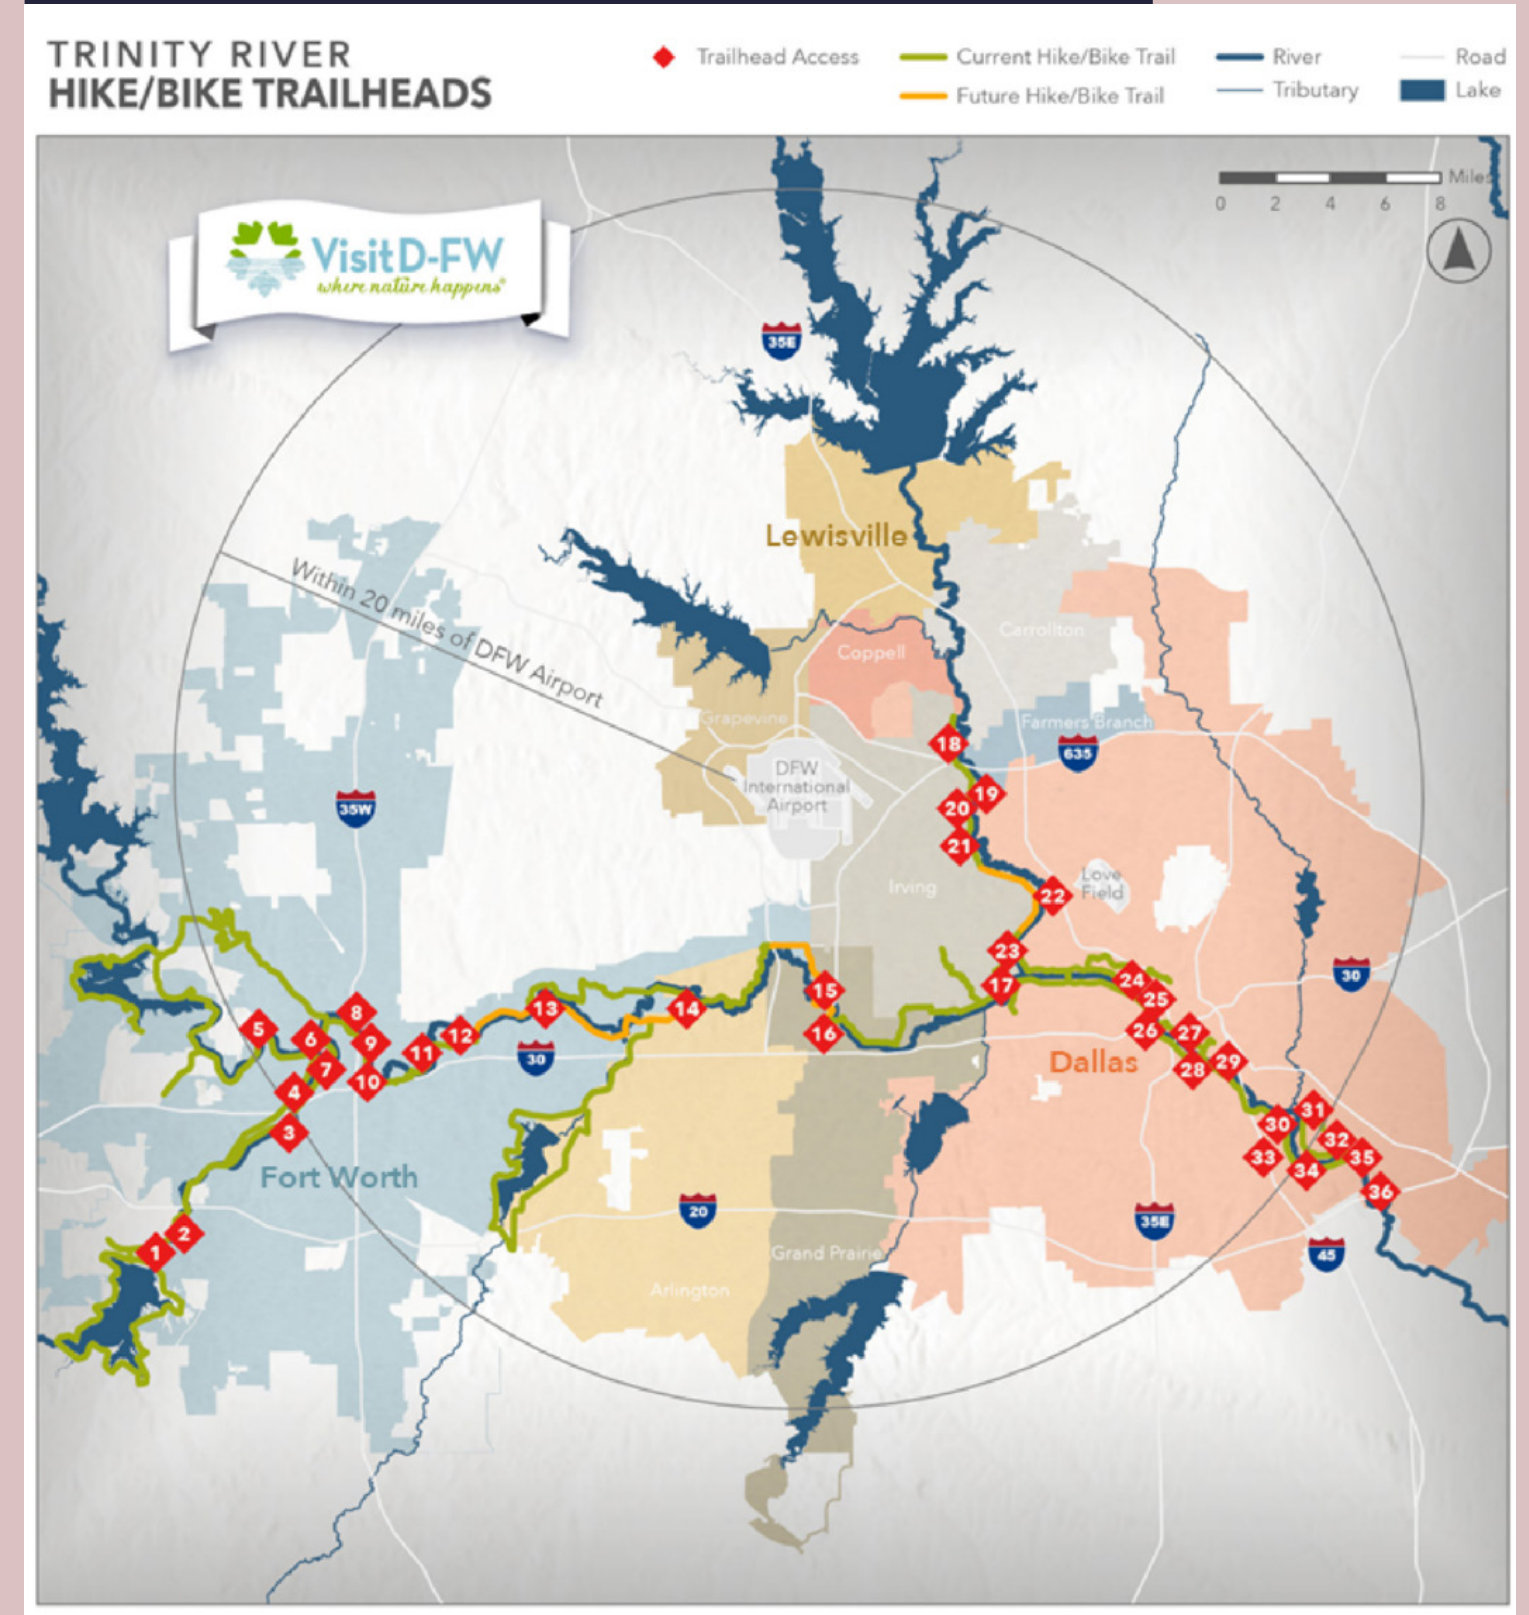 TRINITY RIVER
HIKE/BIKE TRAILHEADS
Trailhead Access
Current Hike/Bike Trail
Future Hike/Bike Trail
River
Tributary
Road
Lake
Miles
0 2 4 6 8
Visit D-FW
where nature happens®
35E
Lewisville
Within 20 miles of DFW Airport
Carrollton
Coppell
Grapevine
Farmers Branch
635
DFW
International
Airport
35W
18
19
20
21
Irving
22
Love
Field
23
17
24
25
26
27
28
29
30
15
16
14
13
12
11
8
5
6
9
7
10
4
3
30
Dallas
31
30
32
33
34
35
36
Fort Worth
20
35E
45
2
1
Grand Prairie
Arlington